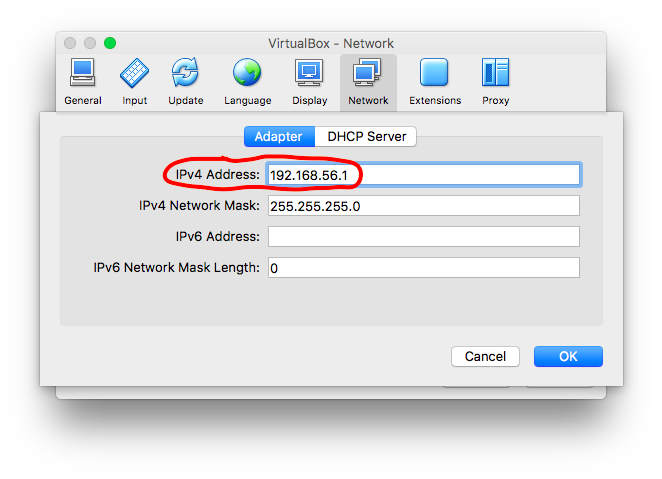 VirtualBox - Network
General Input Update Language Display Network Extensions Proxy
Adapter DHCP Server
IPv4 Address: 192.168.56.1
IPv4 Network Mask: 255.255.255.0
IPv6 Address:
IPv6 Network Mask Length: 0
Cancel OK